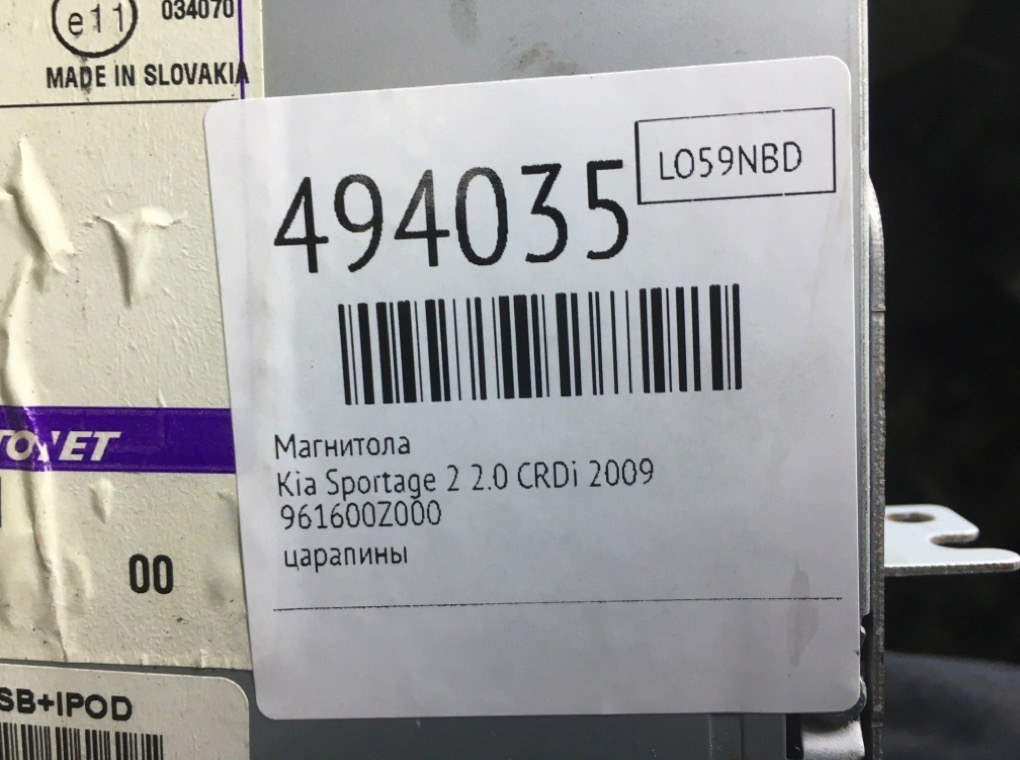 e11
034070
MADE IN SLOVAKIA
494035
LO59NBD
Магнитола
Kia Sportage 2 2.0 CRDi 2009
961600Z000
царапины
00
SB+IPOD